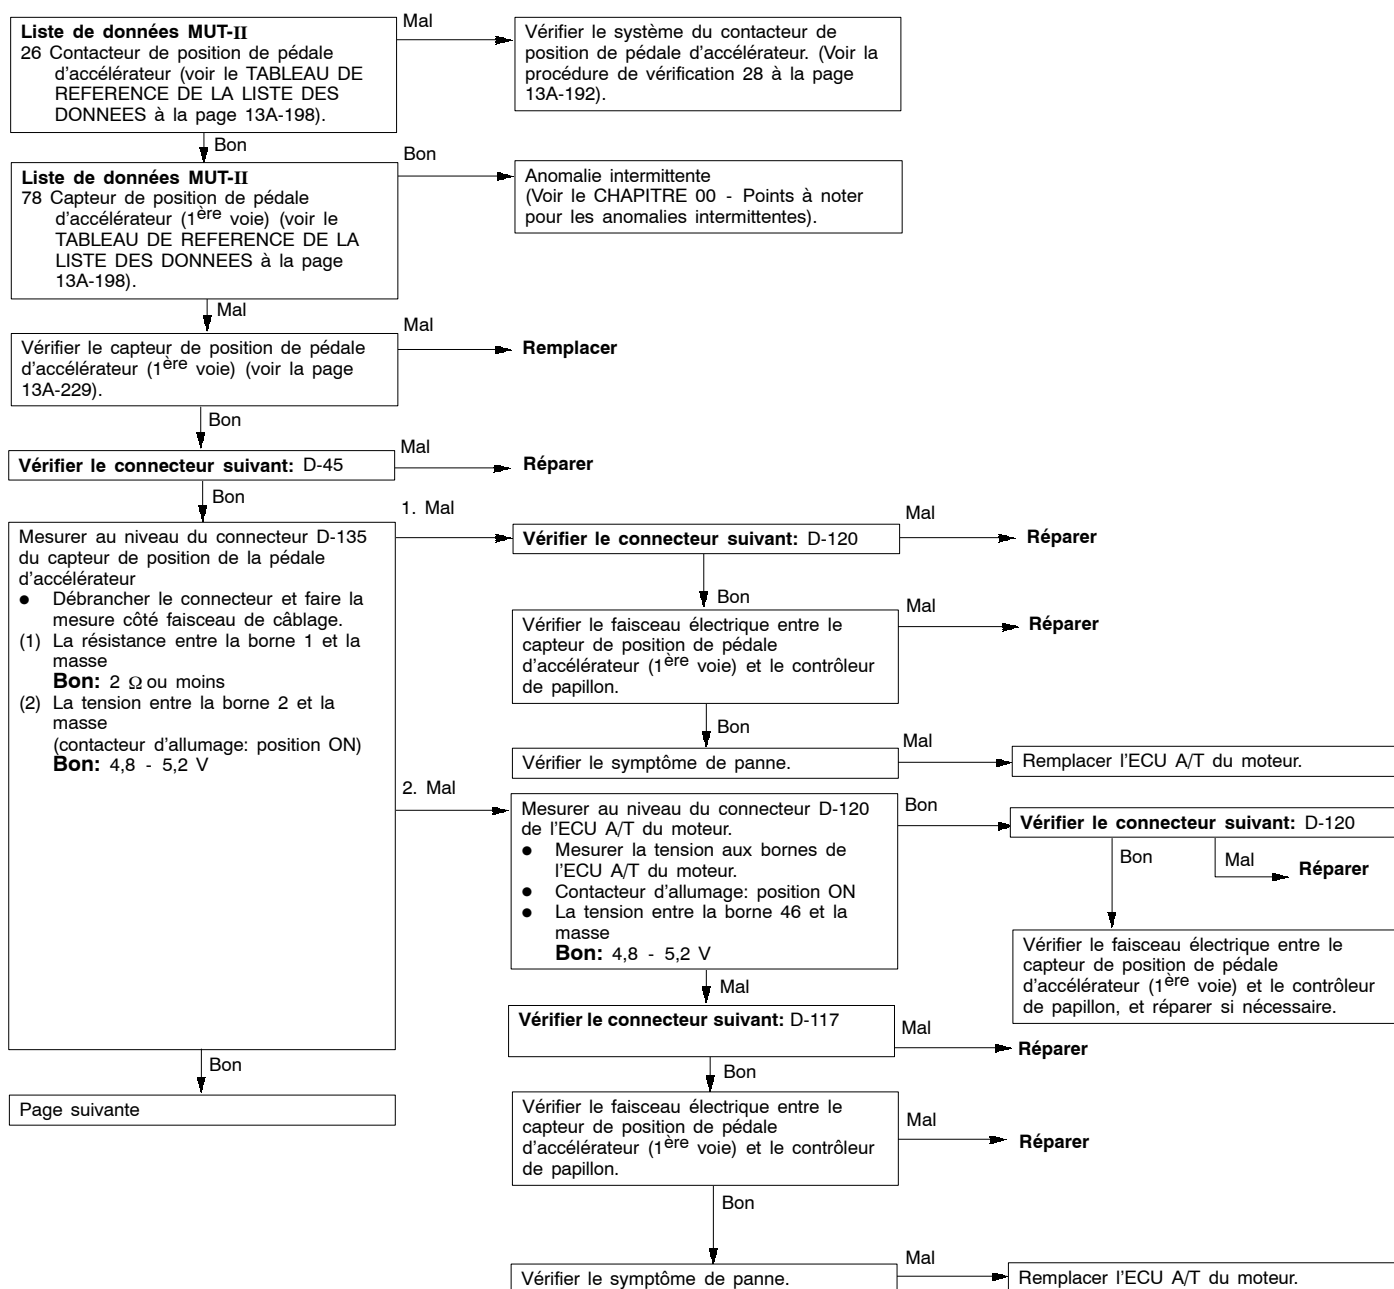 Liste de données MUT-II
26 Contacteur de position de pédale
d'accélérateur (voir le TABLEAU DE
REFERENCE DE LA LISTE DES
DONNEES à la page 13A-198).
Mal
Vérifier le système du contacteur de
position de pédale d'accélérateur. (Voir la
procédure de vérification 28 à la page
13A-192).
Bon
Liste de données MUT-II
78 Capteur de position de pédale
d'accélérateur (1ère voie) (voir le
TABLEAU DE REFERENCE DE LA
LISTE DES DONNEES à la page
13A-198).
Bon
Anomalie intermittente
(Voir le CHAPITRE 00 - Points à noter
pour les anomalies intermittentes).
Mal
Vérifier le capteur de position de pédale
d'accélérateur (1ère voie) (voir la page
13A-229).
Mal
Remplacer
Bon
Vérifier le connecteur suivant: D-45
Mal
Réparer
Bon
Mesurer au niveau du connecteur D-135
du capteur de position de la pédale
d'accélérateur
● Débrancher le connecteur et faire la
mesure côté faisceau de câblage.
(1) La résistance entre la borne 1 et la
masse
Bon: 2 Ω ou moins
(2) La tension entre la borne 2 et la
masse
(contacteur d'allumage: position ON)
Bon: 4,8 - 5,2 V
1. Mal
Vérifier le connecteur suivant: D-120
Mal
Réparer
Bon
Vérifier le faisceau électrique entre le
capteur de position de pédale
d'accélérateur (1ère voie) et le contrôleur
de papillon.
Mal
Réparer
Bon
Vérifier le symptôme de panne.
Mal
Remplacer l'ECU A/T du moteur.
2. Mal
Mesurer au niveau du connecteur D-120
de l'ECU A/T du moteur.
● Mesurer la tension aux bornes de
l'ECU A/T du moteur.
● Contacteur d'allumage: position ON
● La tension entre la borne 46 et la
masse
Bon: 4,8 - 5,2 V
Bon
Vérifier le connecteur suivant: D-120
Bon
Mal
Réparer
Vérifier le faisceau électrique entre le
capteur de position de pédale
d'accélérateur (1ère voie) et le contrôleur
de papillon, et réparer si nécessaire.
Mal
Vérifier le connecteur suivant: D-117
Mal
Réparer
Bon
Vérifier le faisceau électrique entre le
capteur de position de pédale
d'accélérateur (1ère voie) et le contrôleur
de papillon.
Mal
Réparer
Bon
Vérifier le symptôme de panne.
Mal
Remplacer l'ECU A/T du moteur.
Bon
Page suivante